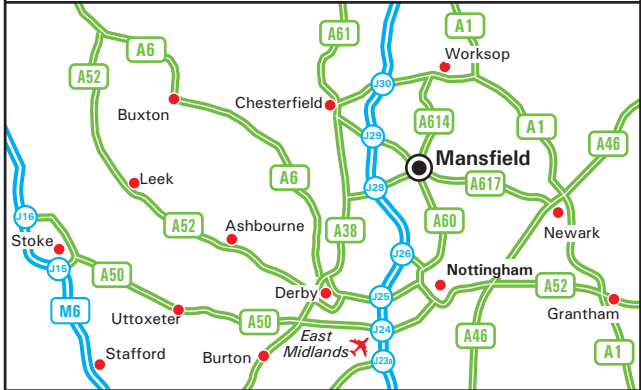 A61
A1
A6
Worksop
A52
J30
Buxton
Chesterfield
A614
A1
A46
J29
Mansfield
A6
A617
Leek
J28
J16
A52
Ashbourne
A38
A60
Newark
Stoke
J26
J15
A50
Nottingham
Derby
J25
A52
M6
Uttoxeter
A50
East
Midlands
J24
Grantham
A46
Stafford
Burton
J23a
A1